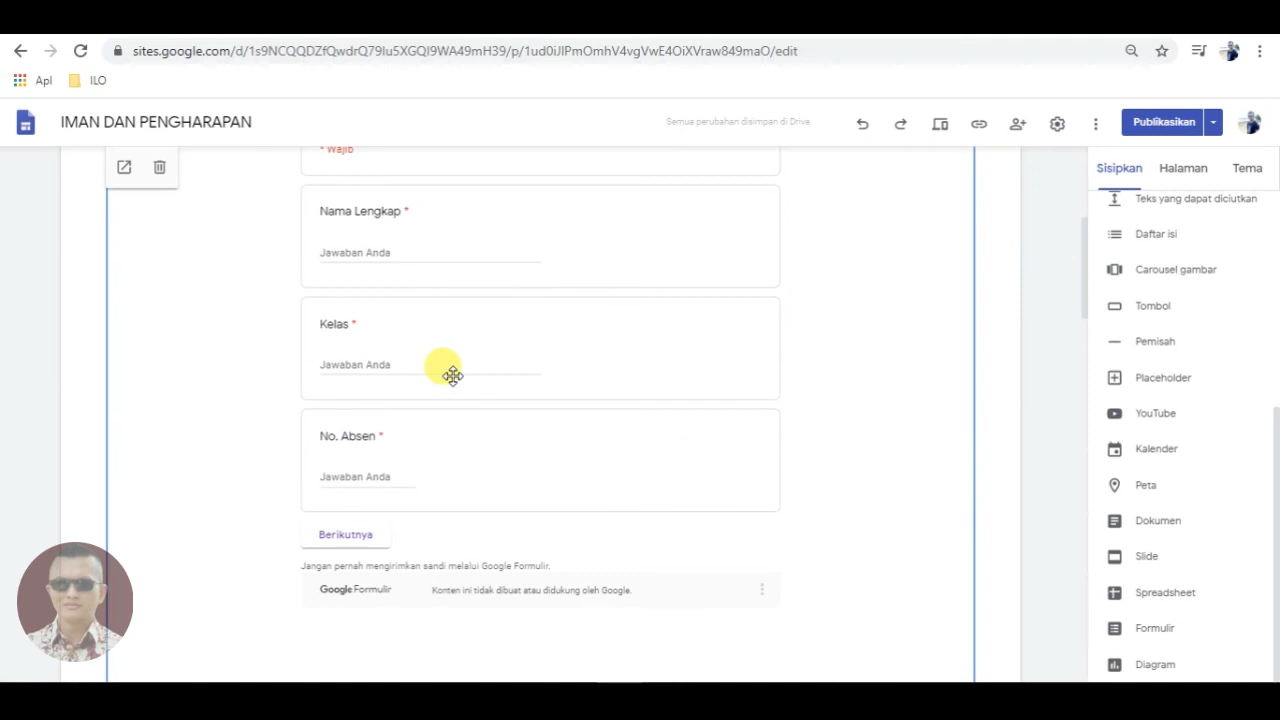 sites.google.com/d/1s9NCQQDZfQwdrQ79Iu5XGQI9WA49mH39/p/1ud0iJlPmOmhV4vgVwE4OiXVraw849maO/edit
Apl
ILO
IMAN DAN PENGHARAPAN
Semua perubahan disimpan di Drive
Publikasikan
Sisipkan
Halaman
Tema
* Wajib
Nama Lengkap *
Jawaban Anda
Kelas *
Jawaban Anda
No. Absen *
Jawaban Anda
Berikutnya
Jangan pernah mengirimkan sandi melalui Google Formulir.
Google Formulir
Konten ini tidak dibuat atau didukung oleh Google.
Teks yang dapat diciutkan
Daftar isi
Carousel gambar
Tombol
Pemisah
Placeholder
YouTube
Kalender
Peta
Dokumen
Slide
Spreadsheet
Formulir
Diagram